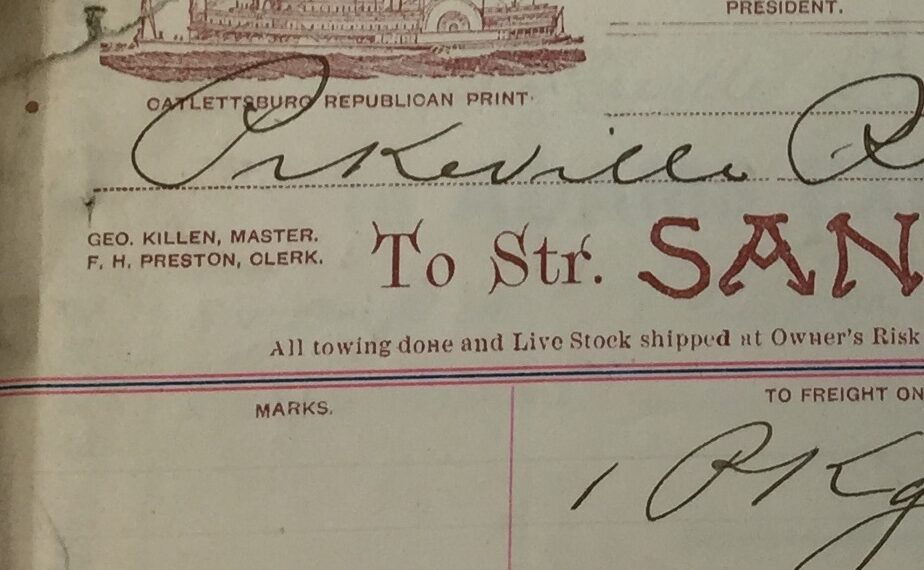 PRESIDENT.
CATLETTSBURG REPUBLICAN PRINT.
Pikeville R
GEO. KILLEN, MASTER.
F. H. PRESTON, CLERK.
To Str. SAN
All towing done and Live Stock shipped at Owner's Risk
MARKS.
TO FREIGHT ON
1 PKg